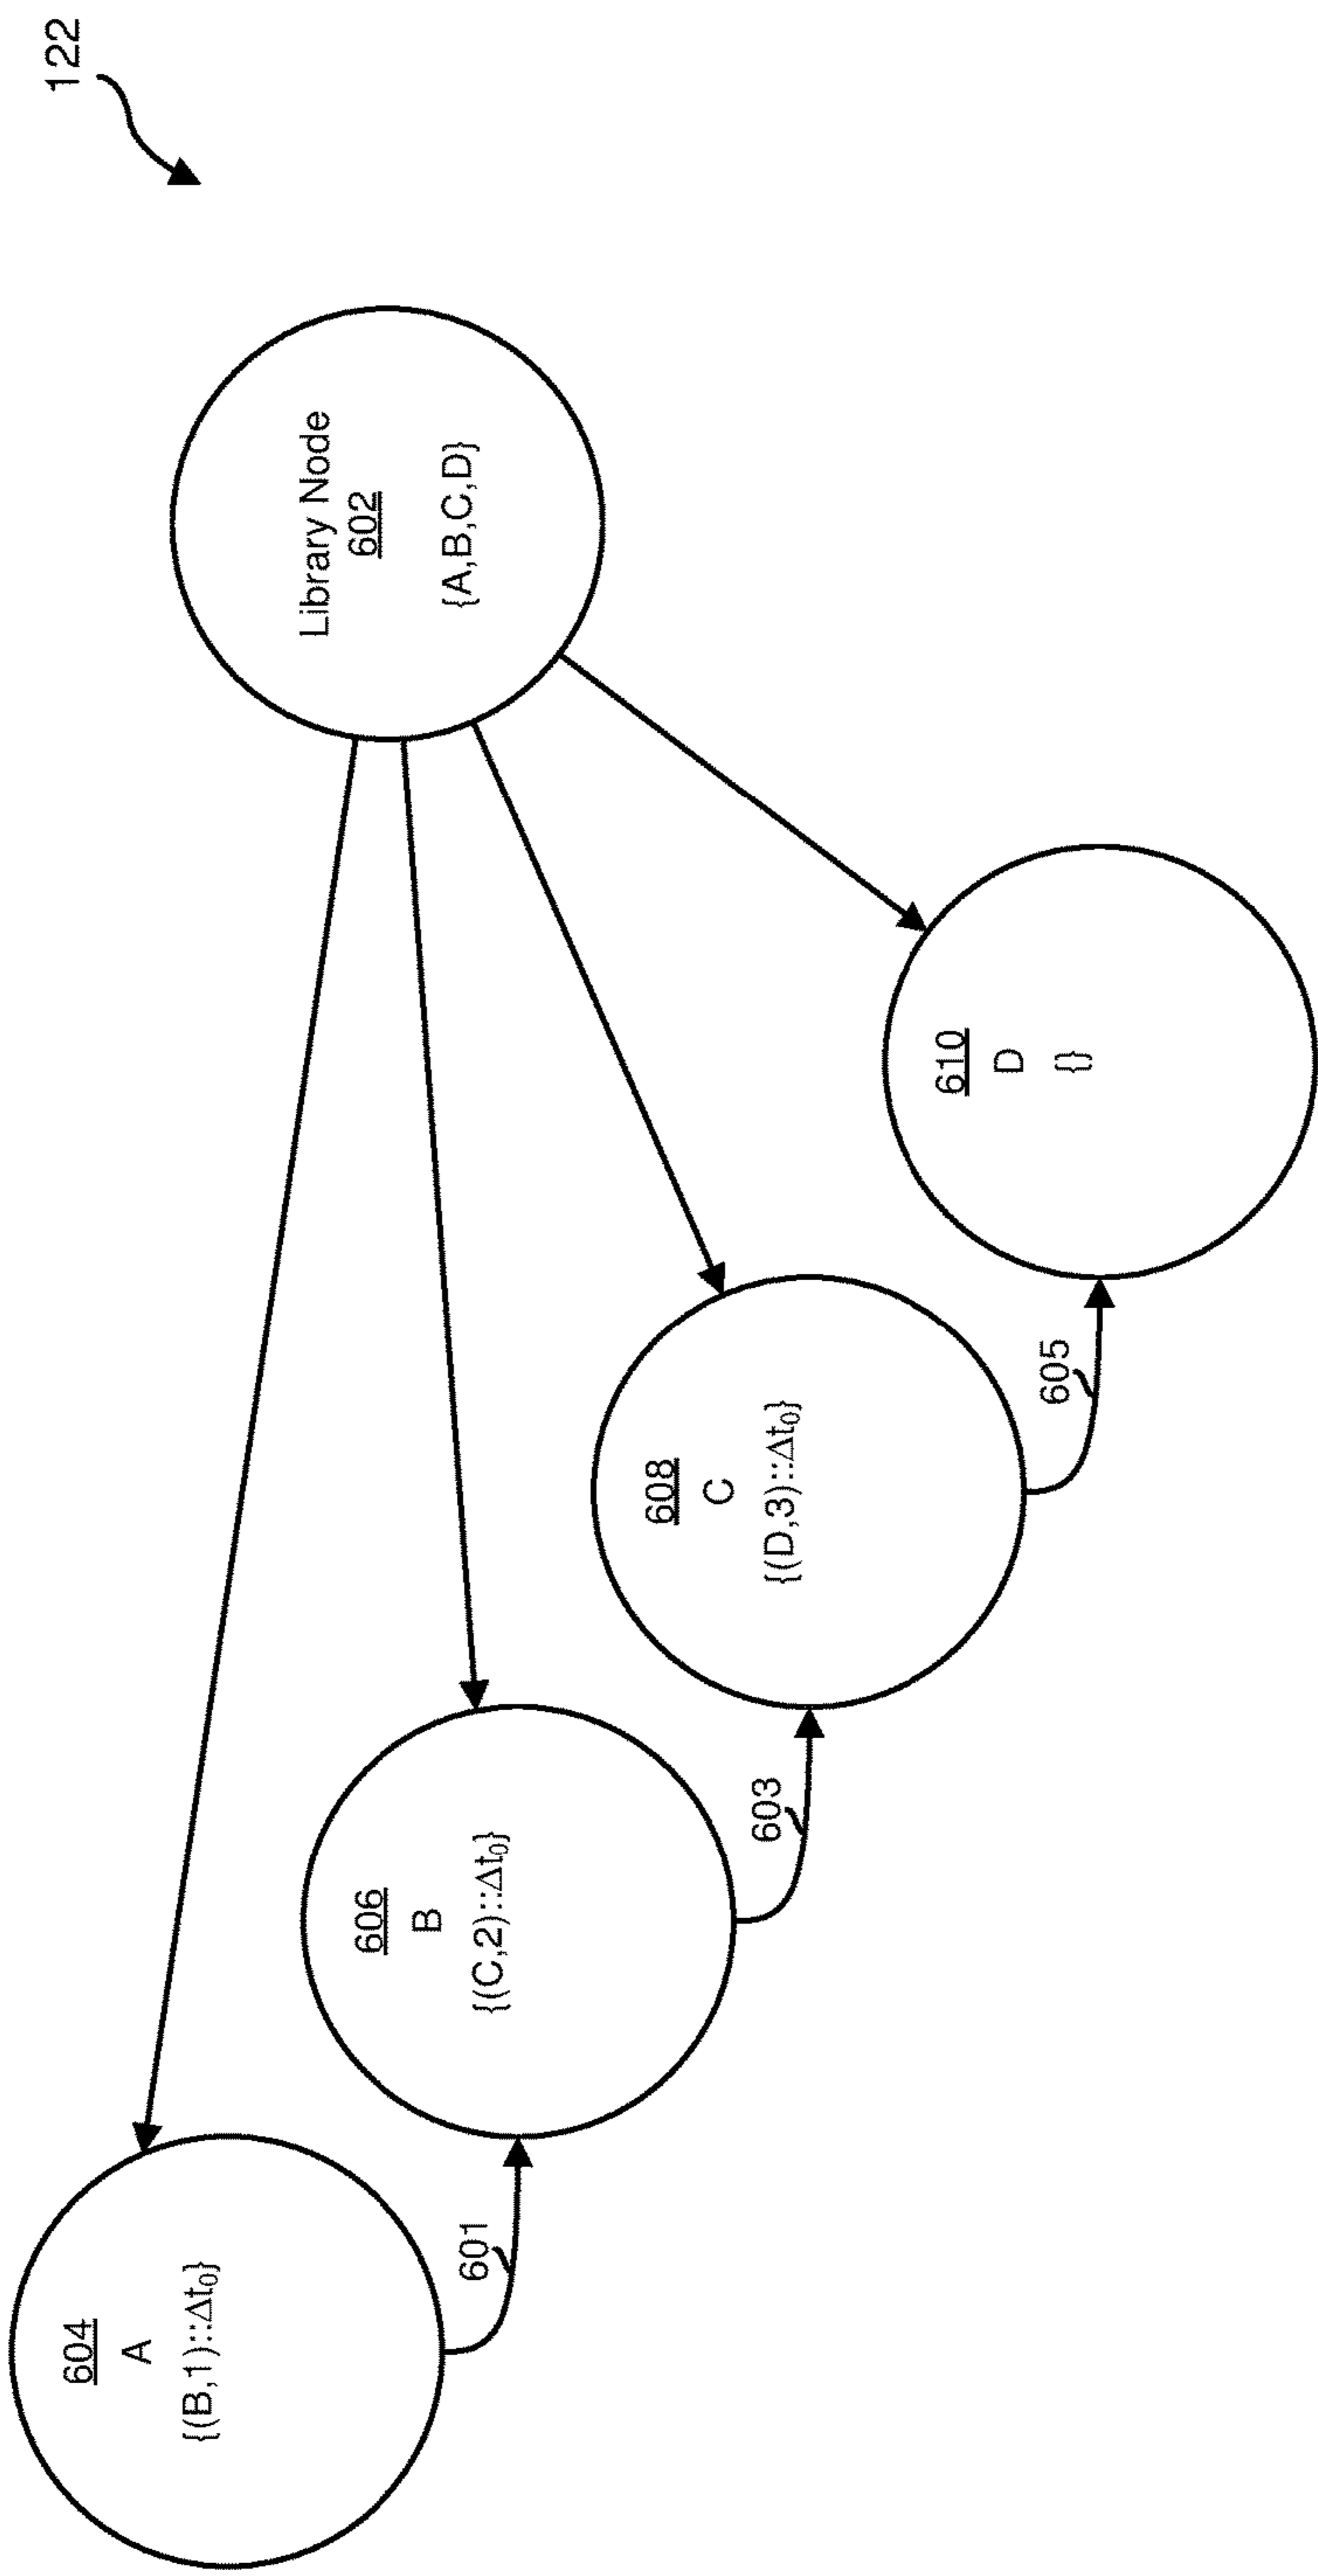 122
Library Node
602
{A,B,C,D}
604
A
{(B,1)::Δt₀}
601
606
B
{(C,2)::Δt₀}
603
608
C
{(D,3)::Δt₀}
605
610
D
{}